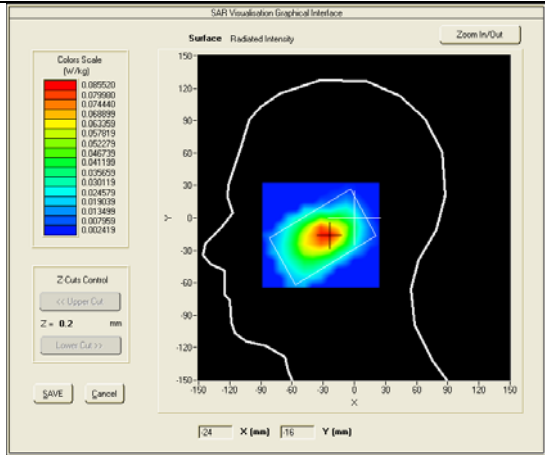 SAR Visualisation Graphical Interface
Surface Radiated Intensity
Zoom In/Out
Colors Scale
(W/kg)
0.085520
0.079980
0.074440
0.068899
0.063359
0.057819
0.052279
0.046739
0.041199
0.035659
0.030119
0.024579
0.019039
0.013499
0.007959
0.002419
150
120
90
60
30
0
-30
-60
-90
-120
-150
Y
-150 -120 -90 -60 -30 0 30 60 90 120 150
X
Z-Cuts Control
<< Upper Cut
Z = 0.2 mm
Lower Cut >>
SAVE Cancel
-24 X (mm) -16 Y (mm)